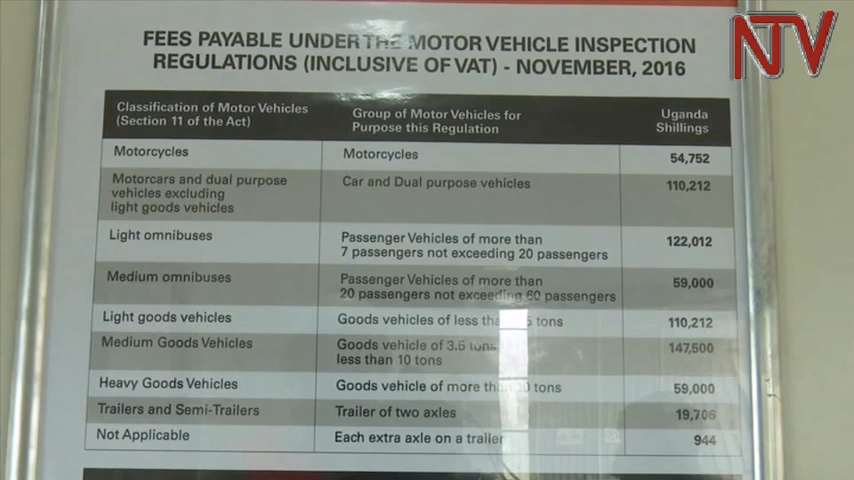 NTV
FEES PAYABLE UNDER THE MOTOR VEHICLE INSPECTION
REGULATIONS (INCLUSIVE OF VAT) - NOVEMBER, 2016
Classification of Motor Vehicles
(Section 11 of the Act)
Group of Motor Vehicles for
Purpose this Regulation
Uganda
Shillings
Motorcycles
Motorcycles
54,752
Motorcars and dual purpose
vehicles excluding
light goods vehicles
Car and Dual purpose vehicles
110,212
Light omnibuses
Passenger Vehicles of more than
7 passengers not exceeding 20 passengers
122,012
Medium omnibuses
Passenger Vehicles of more than
20 passengers not exceeding 60 passengers
59,000
Light goods vehicles
Goods vehicles of less than tons
110,212
Medium Goods Vehicles
Goods vehicle of 3.5 tons
less than 10 tons
147,500
Heavy Goods Vehicles
Goods vehicle of more than tons
59,000
Trailers and Semi-Trailers
Trailer of two axles
19,706
Not Applicable
Each extra axle on a trailer
944